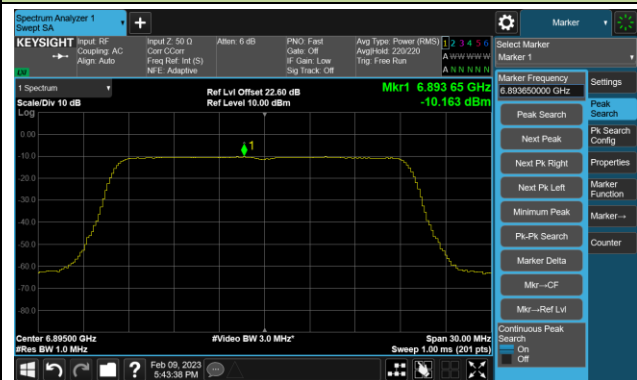 Spectrum Analyzer 1
Swept SA
Marker
KEYSIGHT
Input: RF
Coupling: AC
Align: Auto
Input Z: 50 Ω
Corr CCorr
Freq Ref: Int (S)
NFE: Adaptive
Atten: 6 dB
PNO: Fast
Gate: Off
IF Gain: Low
Sig Track: Off
Avg Type: Power (RMS)
Avg|Hold: 220/220
Trig: Free Run
1 2 3 4 5 6
A W W W W W
A N N N N N
Select Marker
Marker 1
1 Spectrum
Scale/Div 10 dB
Log
Ref Lvl Offset 22.60 dB
Ref Level 10.00 dBm
Mkr1 6.893 65 GHz
-10.163 dBm
Marker Frequency
6.893650000 GHz
Peak Search
Next Peak
Next Pk Right
Next Pk Left
Minimum Peak
Pk-Pk Search
Marker Delta
Mkr→CF
Mkr→Ref Lvl
Continuous Peak
Search
On
Off
Settings
Peak
Search
Pk Search
Config
Properties
Marker
Function
Marker→
Counter
0.00
-10.0
-20.0
-30.0
-40.0
-50.0
-60.0
-70.0
-80.0
1
Center 6.89500 GHz
#Res BW 1.0 MHz
#Video BW 3.0 MHz*
Span 30.00 MHz
Sweep 1.00 ms (201 pts)
?
Feb 09, 2023
5:43:38 PM